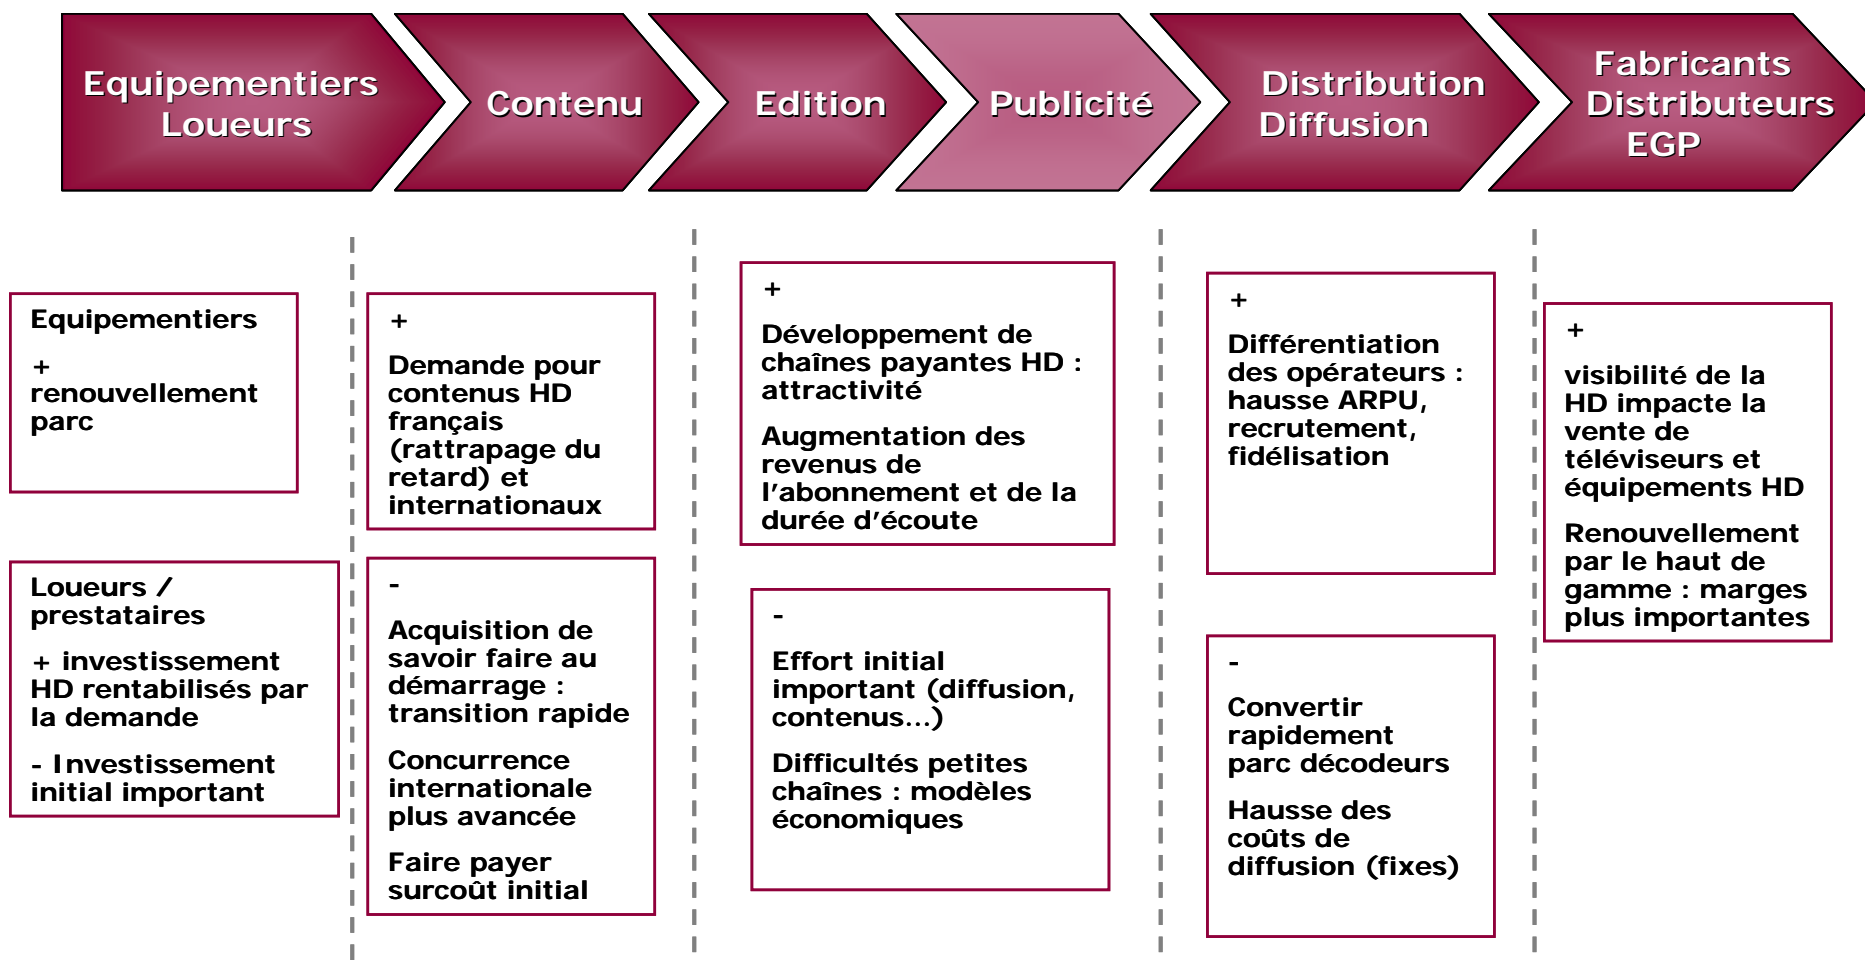 Equipementiers
Loueurs
Contenu
Edition
Publicité
Distribution
Diffusion
Fabricants
Distributeurs
EGP
Equipementiers
+
renouvellement
parc
Loueurs /
prestataires
+ investissement
HD rentabilisés par
la demande
- Investissement
initial important
+
Demande pour
contenus HD
français
(rattrapage du
retard) et
internationaux
-
Acquisition de
savoir faire au
démarrage :
transition rapide
Concurrence
internationale
plus avancée
Faire payer
surcoût initial
+
Développement de
chaînes payantes HD :
attractivité
Augmentation des
revenus de
l'abonnement et de la
durée d'écoute
-
Effort initial
important (diffusion,
contenus...)
Difficultés petites
chaînes : modèles
économiques
+
Différentiation
des opérateurs :
hausse ARPU,
recrutement,
fidélisation
-
Convertir
rapidement
parc décodeurs
Hausse des
coûts de
diffusion (fixes)
+
visibilité de la
HD impacte la
vente de
téléviseurs et
équipements HD
Renouvellement
par le haut de
gamme : marges
plus importantes